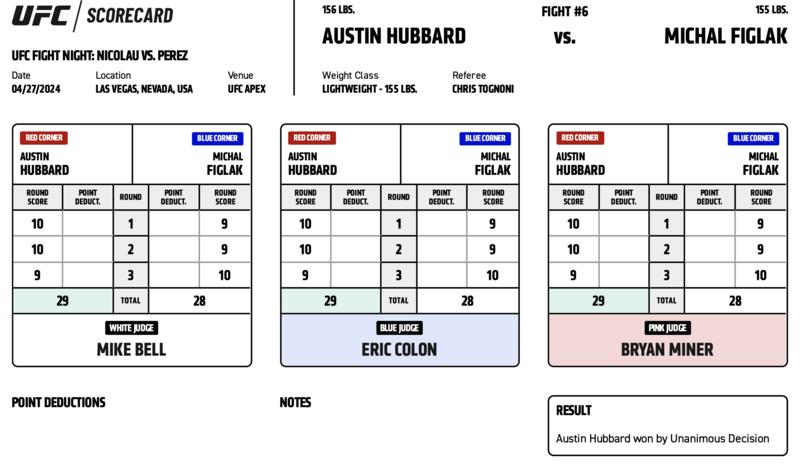 UFC SCORECARD
UFC FIGHT NIGHT: NICOLAU VS. PEREZ
Date Location Venue
04/27/2024 LAS VEGAS, NEVADA, USA UFC APEX
156 LBS. FIGHT #6 155 LBS.
AUSTIN HUBBARD VS. MICHAL FIGLAK
Weight Class Referee
LIGHTWEIGHT - 155 LBS. CHRIS TOGNONI
RED CORNER BLUE CORNER
AUSTIN MICHAL
HUBBARD FIGLAK
ROUND POINT ROUND POINT ROUND
SCORE DEDUCT. DEDUCT. SCORE
10 1 9
10 2 9
9 3 10
29 TOTAL 28
WHITE JUDGE
MIKE BELL
RED CORNER BLUE CORNER
AUSTIN MICHAL
HUBBARD FIGLAK
ROUND POINT ROUND POINT ROUND
SCORE DEDUCT. DEDUCT. SCORE
10 1 9
10 2 9
9 3 10
29 TOTAL 28
BLUE JUDGE
ERIC COLON
RED CORNER BLUE CORNER
AUSTIN MICHAL
HUBBARD FIGLAK
ROUND POINT ROUND POINT ROUND
SCORE DEDUCT. DEDUCT. SCORE
10 1 9
10 2 9
9 3 10
29 TOTAL 28
PINK JUDGE
BRYAN MINER
POINT DEDUCTIONS
NOTES
RESULT
Austin Hubbard won by Unanimous Decision